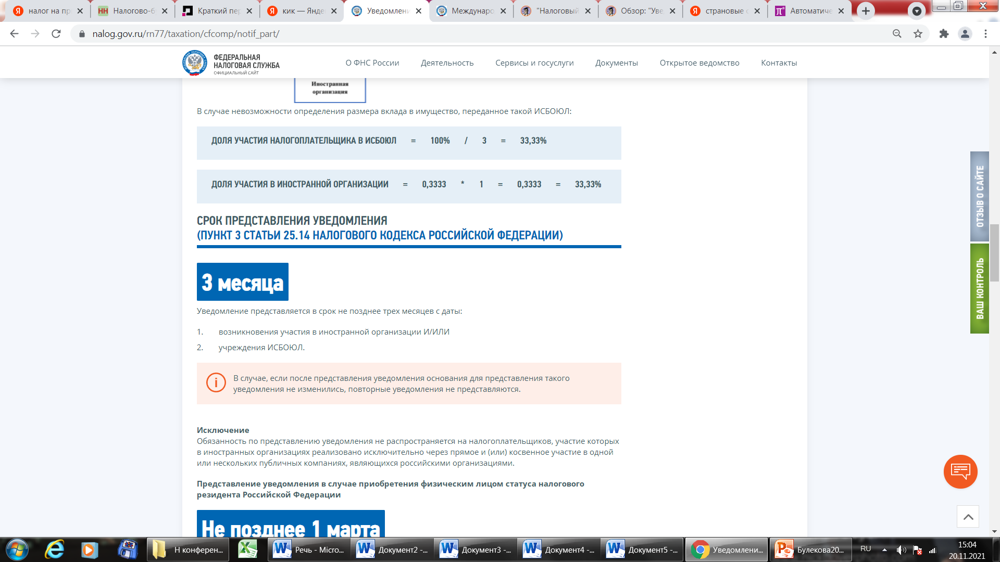 налог на пр
Налогово-б
Краткий пер
кик — Янде
Уведомлени
Междунаро
"Налоговый
Обзор: "Уве
страновые
Автоматиче
nalog.gov.ru/rn77/taxation/cfcomp/notif_part/
ФЕДЕРАЛЬНАЯ
НАЛОГОВАЯ СЛУЖБА
ОФИЦИАЛЬНЫЙ САЙТ
О ФНС России
Деятельность
Сервисы и госуслуги
Документы
Открытое ведомство
Контакты
Иностранная
организация
В случае невозможности определения размера вклада в имущество, переданное такой ИСБОЮЛ:
ДОЛЯ УЧАСТИЯ НАЛОГОПЛАТЕЛЬЩИКА В ИСБОЮЛ = 100% / 3 = 33,33%
ДОЛЯ УЧАСТИЯ В ИНОСТРАННОЙ ОРГАНИЗАЦИИ = 0,3333 * 1 = 0,3333 = 33,33%
СРОК ПРЕДСТАВЛЕНИЯ УВЕДОМЛЕНИЯ
(ПУНКТ 3 СТАТЬИ 25.14 НАЛОГОВОГО КОДЕКСА РОССИЙСКОЙ ФЕДЕРАЦИИ)
3 месяца
Уведомление представляется в срок не позднее трех месяцев с даты:
1. возникновения участия в иностранной организации И/ИЛИ
2. учреждения ИСБОЮЛ.
i
В случае, если после представления уведомления основания для представления такого
уведомления не изменились, повторные уведомления не представляются.
Исключение
Обязанность по представлению уведомления не распространяется на налогоплательщиков, участие которых
в иностранных организациях реализовано исключительно через прямое и (или) косвенное участие в одной
или нескольких публичных компаниях, являющихся российскими организациями.
Представление уведомления в случае приобретения физическим лицом статуса налогового
резидента Российской Федерации
Не позднее 1 марта
ОТЗЫВ О САЙТЕ
ВАШ КОНТРОЛЬ
Н конферен...
Речь - Micro...
Документ2 -...
Документ3 -...
Документ4 -...
Документ5 -...
Уведомлени...
Булекова20...
RU
15:04
20.11.2021